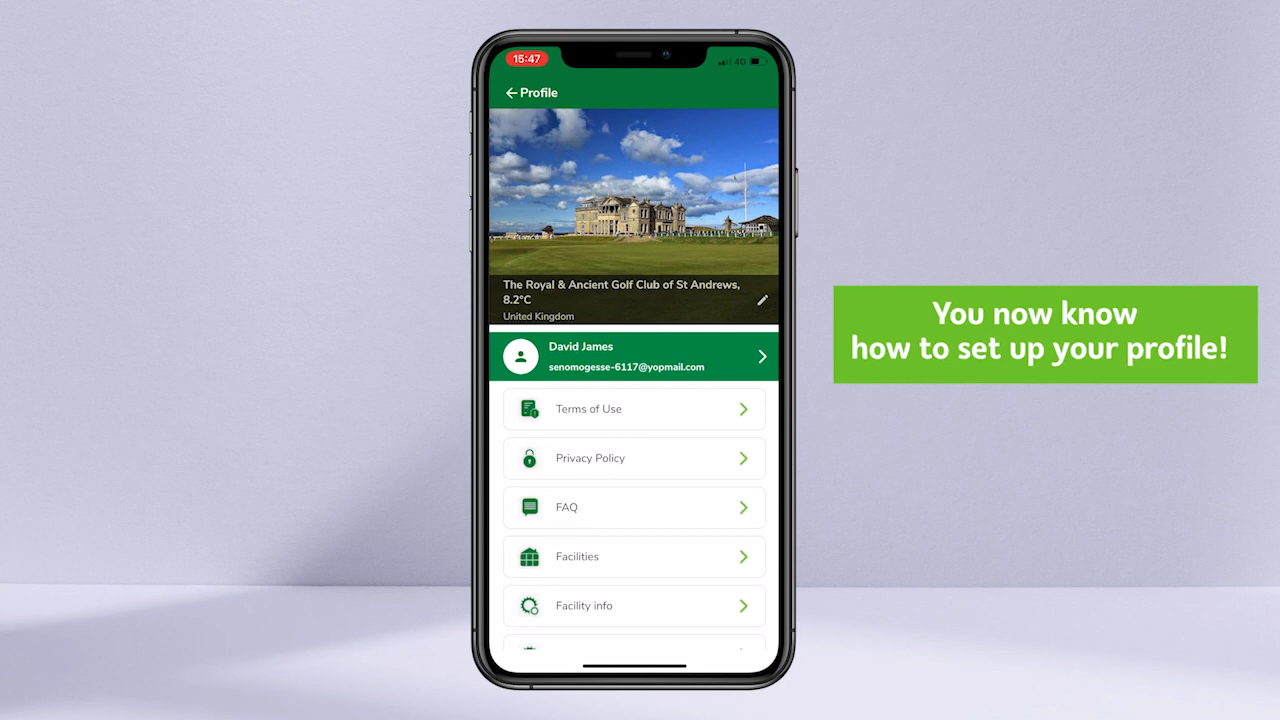 15:47
4G
Profile
The Royal & Ancient Golf Club of St Andrews,
8.2°C
United Kingdom
David James
senomogesse-6117@yopmail.com
Terms of Use
Privacy Policy
FAQ
Facilities
Facility info
You now know
how to set up your profile!